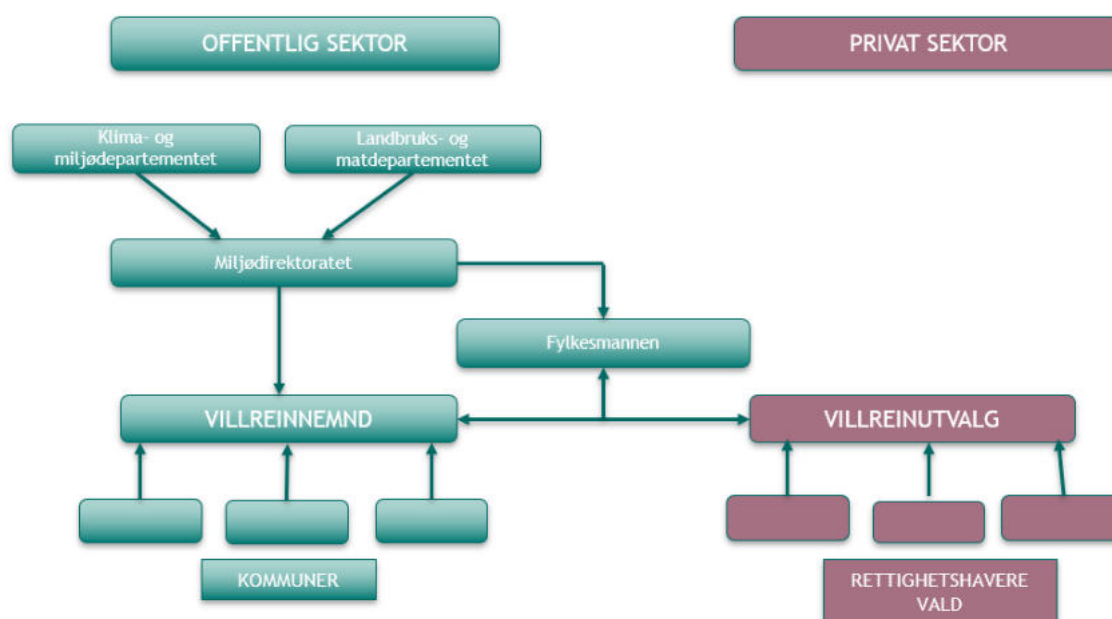 OFFENTLIG SEKTOR
PRIVAT SEKTOR
Klima- og
miljødepartementet
Landbruks- og
matdepartementet
Miljødirektoratet
Fylkesmannen
VILLREINNEMND
VILLREINUTVALG
KOMMUNER
RETTIGHETSHAVERE
VALD